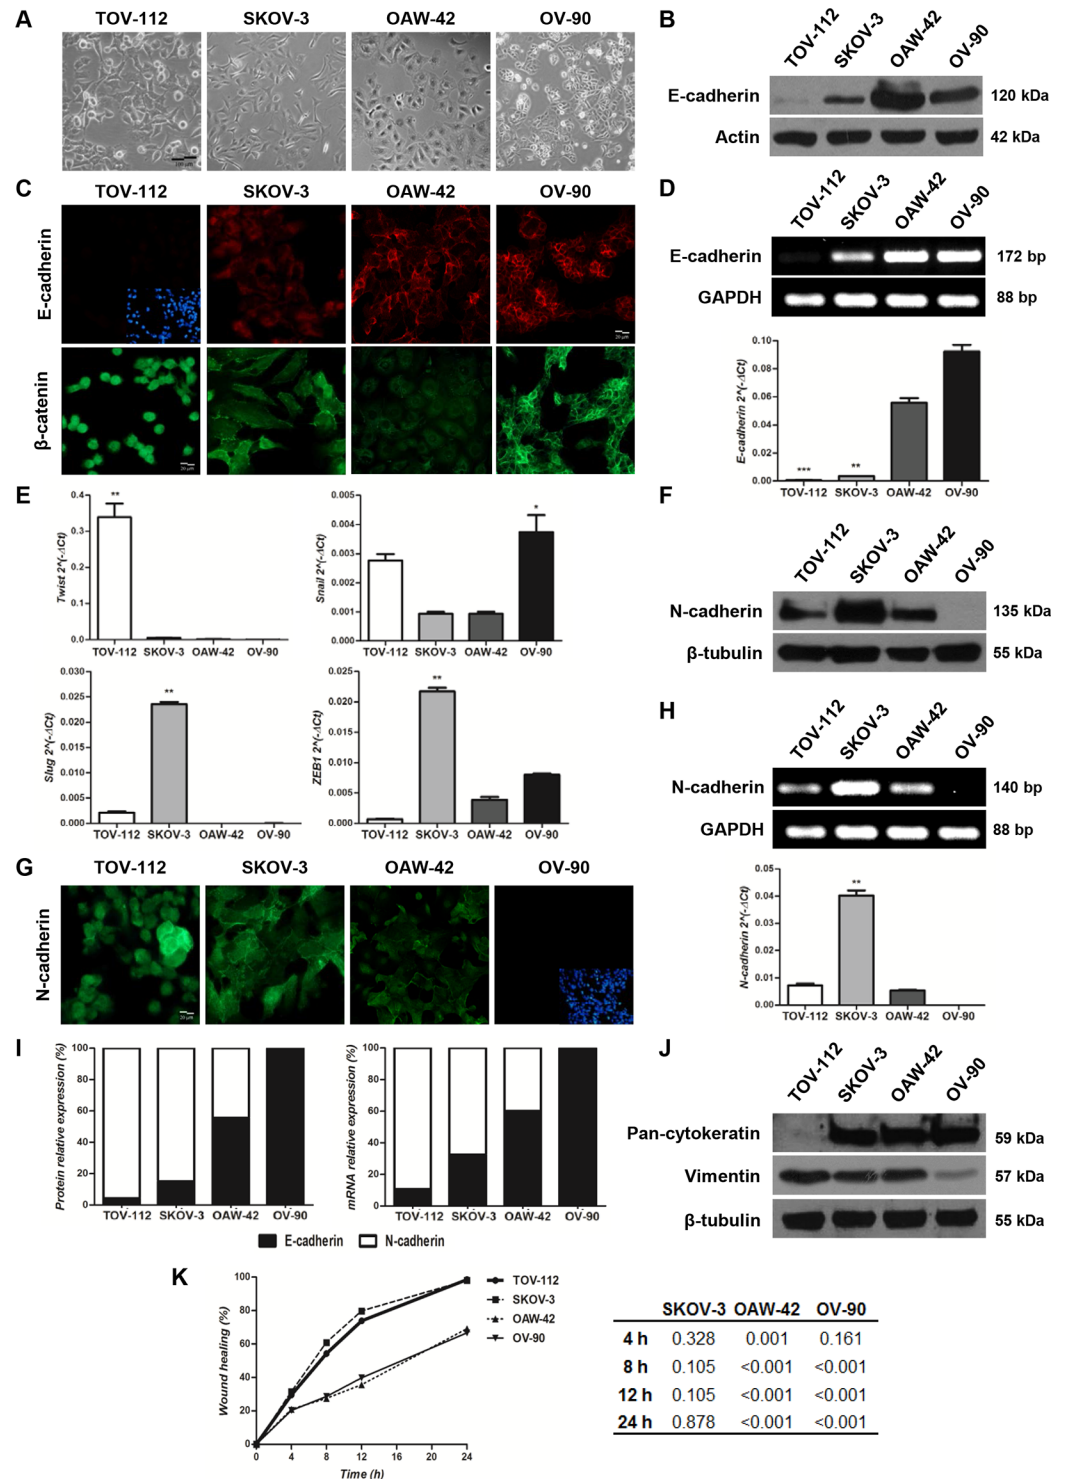 A
TOV-112 SKOV-3 OAW-42 OV-90
100 µm
B
TOV-112 SKOV-3 OAW-42 OV-90
E-cadherin 120 kDa
Actin 42 kDa
C
TOV-112 SKOV-3 OAW-42 OV-90
E-cadherin
20 µm
β-catenin
20 µm
D
TOV-112 SKOV-3 OAW-42 OV-90
E-cadherin 172 bp
GAPDH 88 bp
E-cadherin 2^(-ΔCt)
0.10
0.08
0.06
0.04
0.02
0.00
*** **
TOV-112 SKOV-3 OAW-42 OV-90
E
Twist 2^(-ΔCt)
0.4
0.3
0.2
0.1
0.0
**
TOV-112 SKOV-3 OAW-42 OV-90
Snail 2^(-ΔCt)
0.005
0.004
0.003
0.002
0.001
0.000
*
TOV-112 SKOV-3 OAW-42 OV-90
Slug 2^(-ΔCt)
0.030
0.025
0.020
0.015
0.010
0.005
0.000
**
TOV-112 SKOV-3 OAW-42 OV-90
ZEB1 2^(-ΔCt)
0.025
0.020
0.015
0.010
0.005
0.000
**
TOV-112 SKOV-3 OAW-42 OV-90
F
TOV-112 SKOV-3 OAW-42 OV-90
N-cadherin 135 kDa
β-tubulin 55 kDa
G
TOV-112 SKOV-3 OAW-42 OV-90
N-cadherin
20 µm
H
TOV-112 SKOV-3 OAW-42 OV-90
N-cadherin 140 bp
GAPDH 88 bp
N-cadherin 2^(-ΔCt)
0.05
0.04
0.03
0.02
0.01
0.00
**
TOV-112 SKOV-3 OAW-42 OV-90
I
Protein relative expression (%)
100
80
60
40
20
0
TOV-112 SKOV-3 OAW-42 OV-90
mRNA relative expression (%)
100
80
60
40
20
0
TOV-112 SKOV-3 OAW-42 OV-90
E-cadherin N-cadherin
J
TOV-112 SKOV-3 OAW-42 OV-90
Pan-cytokeratin 59 kDa
Vimentin 57 kDa
β-tubulin 55 kDa
K
Wound healing (%)
100
80
60
40
20
0
0 4 8 12 16 20 24
Time (h)
TOV-112
SKOV-3
OAW-42
OV-90
SKOV-3 OAW-42 OV-90
4 h 0.328 0.001 0.161
8 h 0.105 <0.001 <0.001
12 h 0.105 <0.001 <0.001
24 h 0.878 <0.001 <0.001